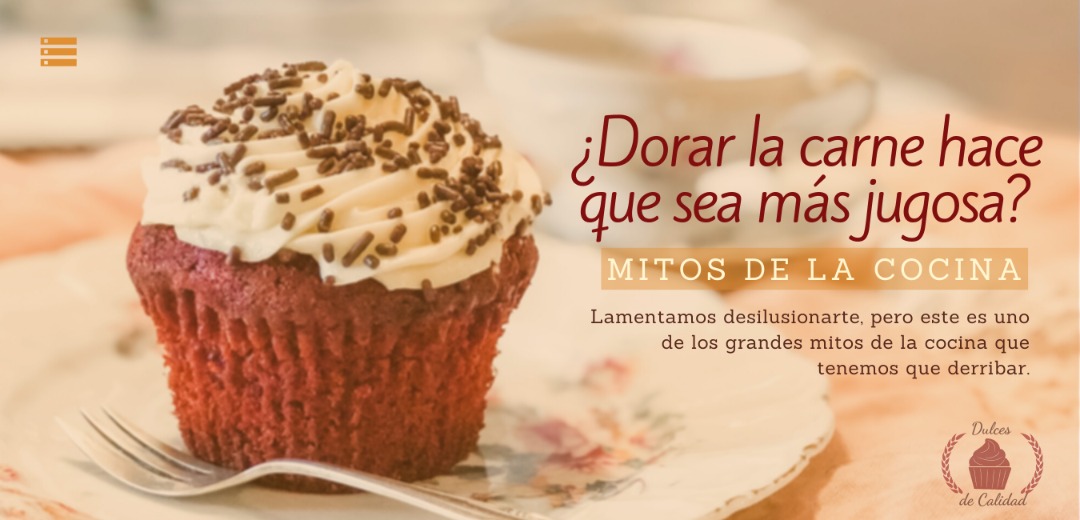 ¿Dorar la carne hace
que sea más jugosa?
MITOS DE LA COCINA
Lamentamos desilusionarte, pero este es uno
de los grandes mitos de la cocina que
tenemos que derribar.
Dulces
de Calidad